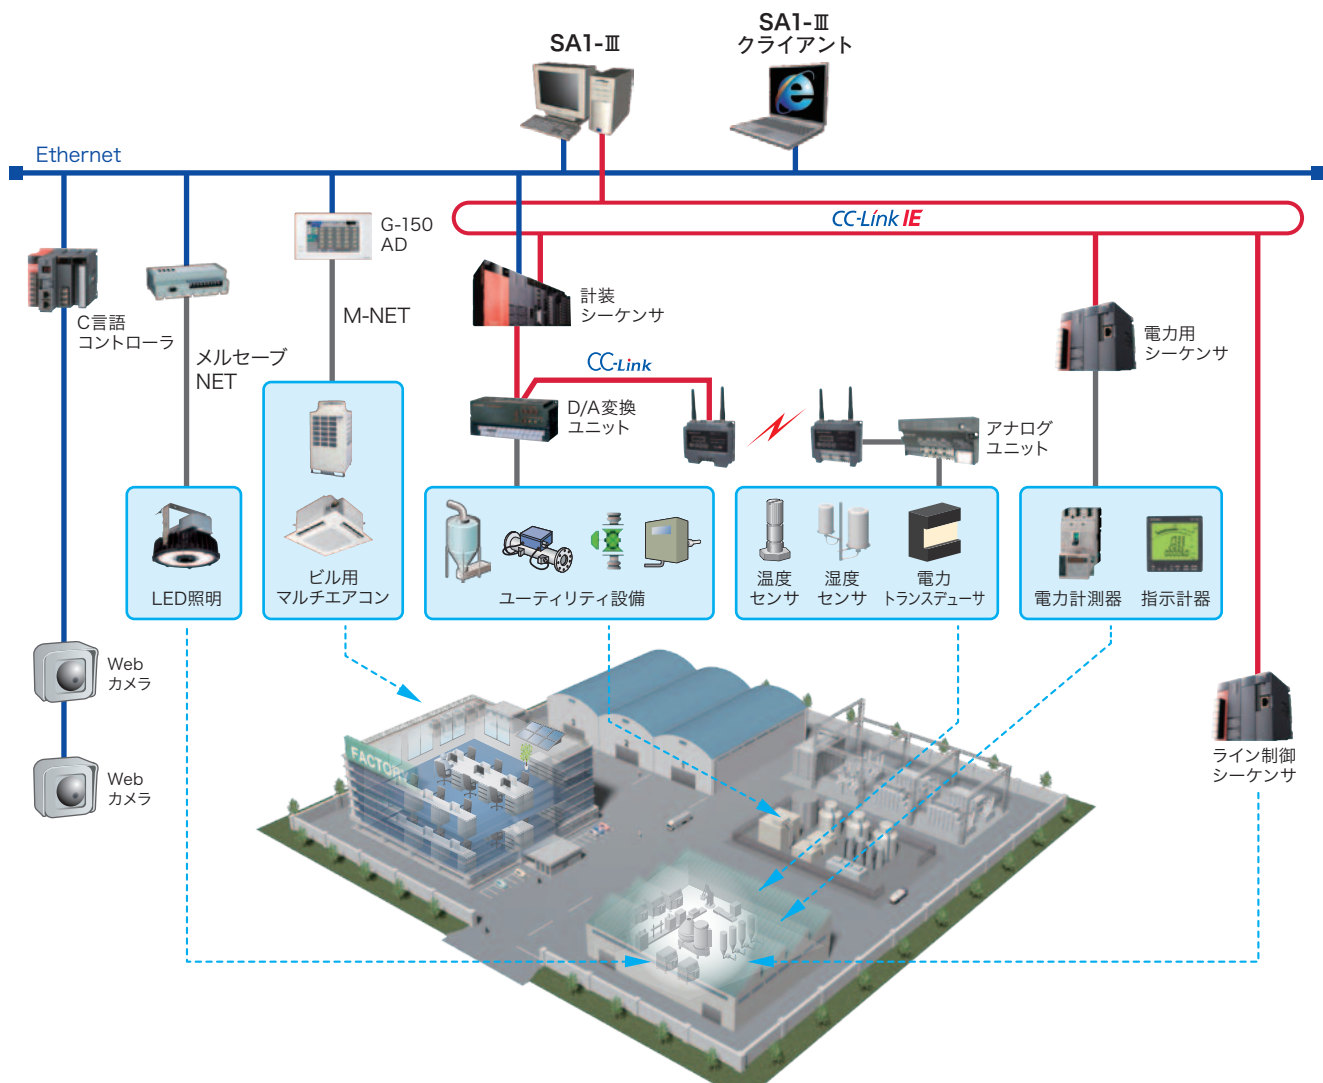 SA1-Ⅲ
SA1-Ⅲ
クライアント
Ethernet
CC-Link IE
G-150
AD
C言語
コントローラ
メルセーブ
NET
M-NET
計装
シーケンサ
CC-Link
D/A変換
ユニット
アナログ
ユニット
電力用
シーケンサ
LED照明
ビル用
マルチエアコン
ユーティリティ設備
温度
センサ
湿度
センサ
電力
トランスデューサ
電力計測器
指示計器
Web
カメラ
Web
カメラ
ライン制御
シーケンサ
FACTORY